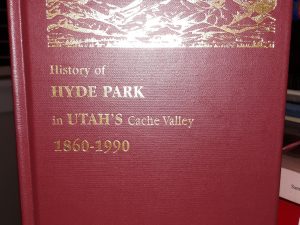 History of
HYDE PARK
in UTAH'S Cache Valley
1860-1990